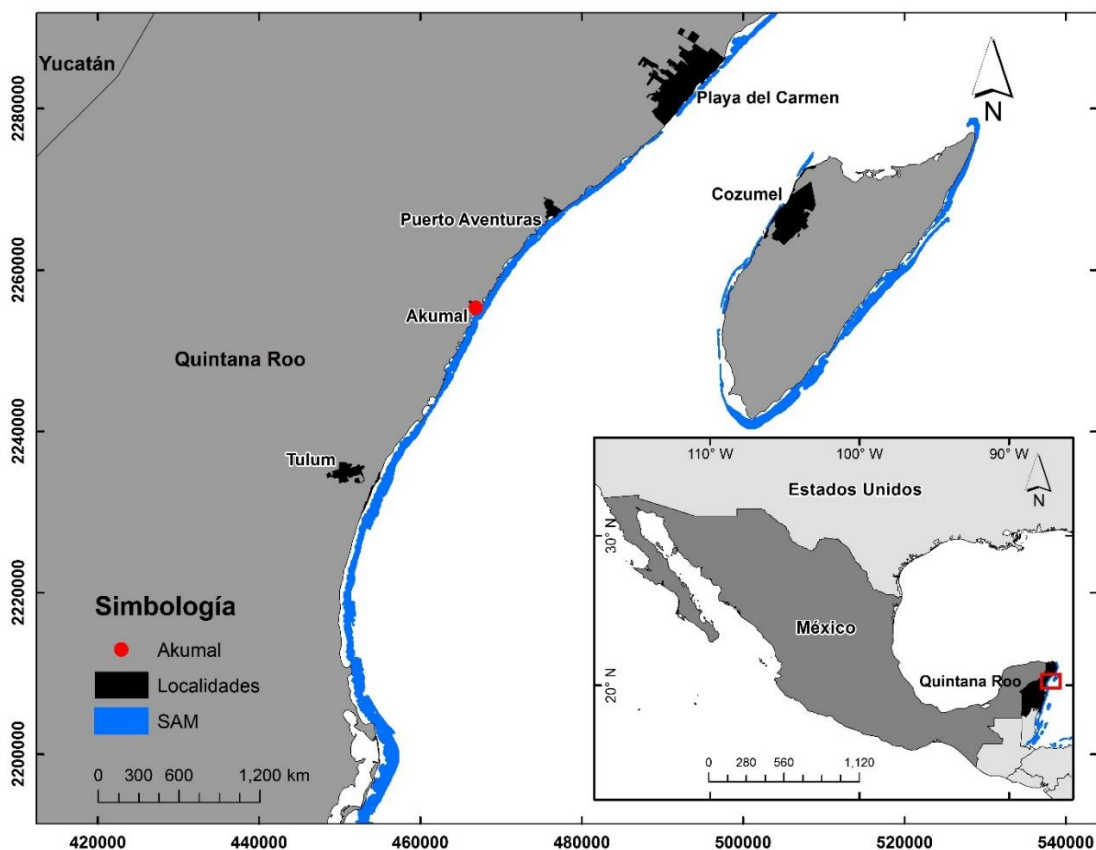 Yucatán
Playa del Carmen
Cozumel
Puerto Aventuras
Akumal
Quintana Roo
Tulum
N
Simbología
Akumal
Localidades
SAM
0 300 600 1,200 km
2280000
2260000
2240000
2220000
2200000
420000 440000 460000 480000 500000 520000 540000
110° W 100° W 90° W
30° N
20° N
Estados Unidos
N
México
Quintana Roo
0 280 560 1,120